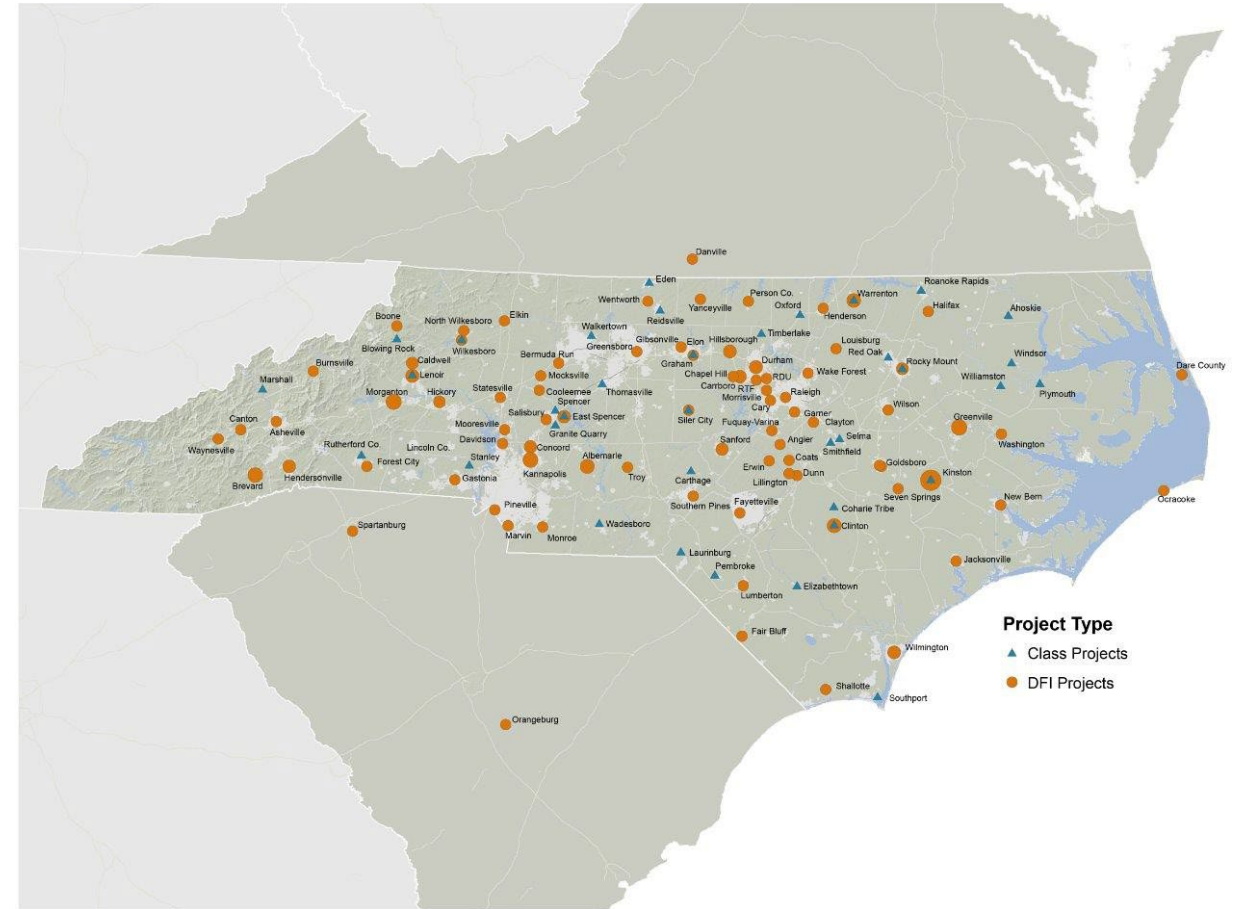 Danville
Eden
Roanoke Rapids
Wentworth
Yanceyville
Person Co.
Warrenton
Oxford
Henderson
Halifax
Ahoskie
Reidsville
Boone
North Wilkesboro
Elkin
Walkertown
Timberlake
Blowing Rock
Wilkesboro
Greensboro
Gibsonville
Elon
Hillsborough
Louisburg
Red Oak
Bermuda Run
Graham
Durham
Rocky Mount
Windsor
Burnsville
Caldwell
Lenoir
Mocksville
Chapel Hill
RDU
Wake Forest
Dare County
Marshall
Statesville
Cooleemee
Thomasville
Carrboro
RTF
Raleigh
Williamston
Plymouth
Morganton
Hickory
Spencer
Morrisville
Cary
Salisbury
East Spencer
Siler City
Garner
Wilson
Greenville
Canton
Asheville
Mooresville
Granite Quarry
Fuquay-Varina
Clayton
Waynesville
Rutherford Co.
Lincoln Co.
Davidson
Sanford
Angier
Selma
Smithfield
Washington
Forest City
Stanley
Concord
Albemarle
Erwin
Coats
Goldsboro
Brevard
Hendersonville
Gastonia
Kannapolis
Troy
Carthage
Lillington
Dunn
Kinston
Seven Springs
Southern Pines
Fayetteville
New Bern
Ocracoke
Pineville
Coharie Tribe
Spartanburg
Marvin
Monroe
Wadesboro
Clinton
Laurinburg
Pembroke
Jacksonville
Lumberton
Elizabethtown
Fair Bluff
Wilmington
Shallotte
Southport
Orangeburg
Project Type
Class Projects
DFI Projects